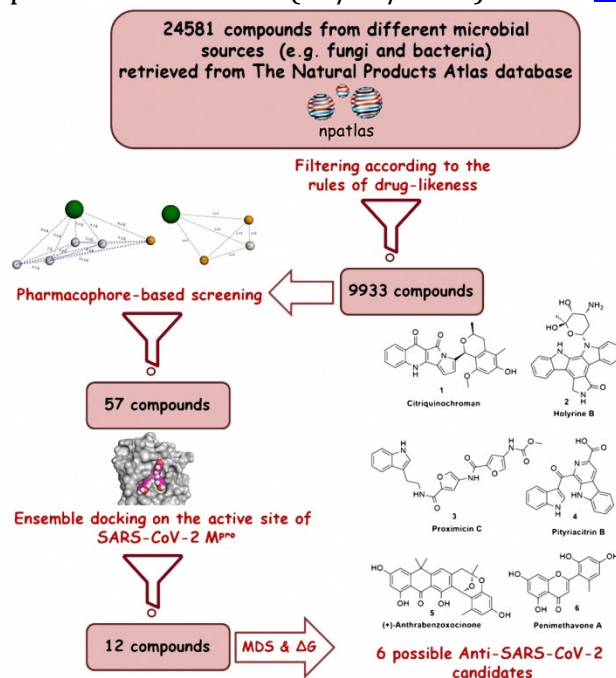 24581 compounds from different microbial
sources (e.g. fungi and bacteria)
retrieved from The Natural Products Atlas database
npatlas
Filtering according to the
rules of drug-likeness
9933 compounds
Pharmacophore-based screening
57 compounds
Ensemble docking on the active site of
SARS-CoV-2 Mpro
12 compounds
MDS & ΔG
1
Citriquinochroman
2
Holyrine B
3
Proximicin C
4
Pityriacitrin B
5
(+)-Anthrabenzoxocinone
6
Penimethavone A
6 possible Anti-SARS-CoV-2
candidates